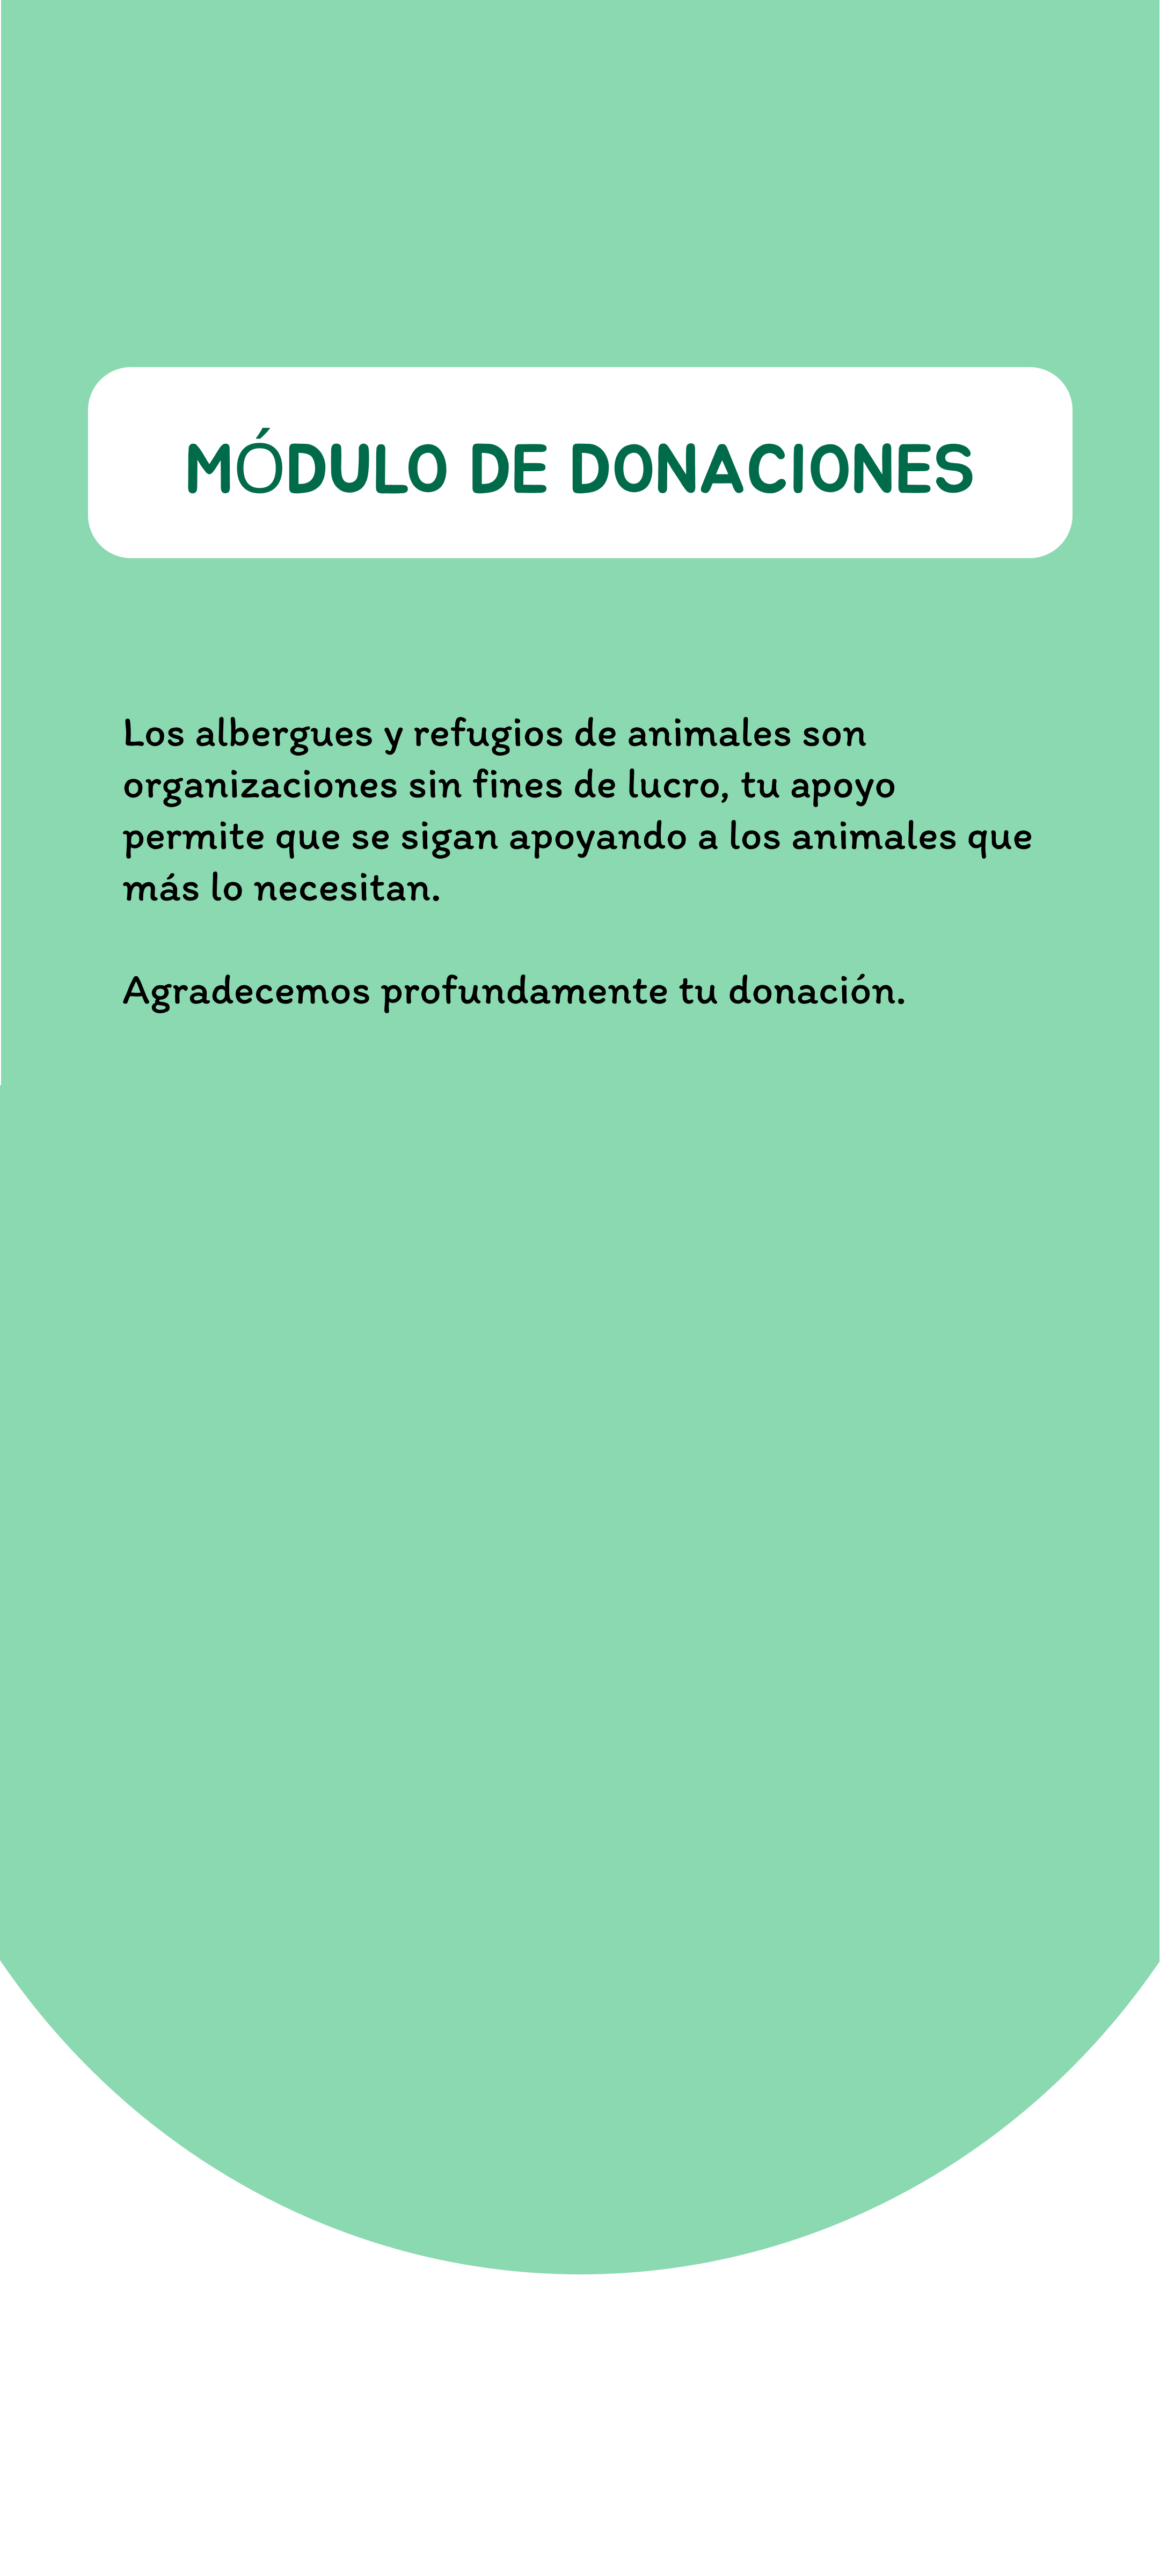 MÓDULO DE DONACIONES
Los albergues y refugios de animales son
organizaciones sin fines de lucro, tu apoyo
permite que se sigan apoyando a los animales que
más lo necesitan.
Agradecemos profundamente tu donación.